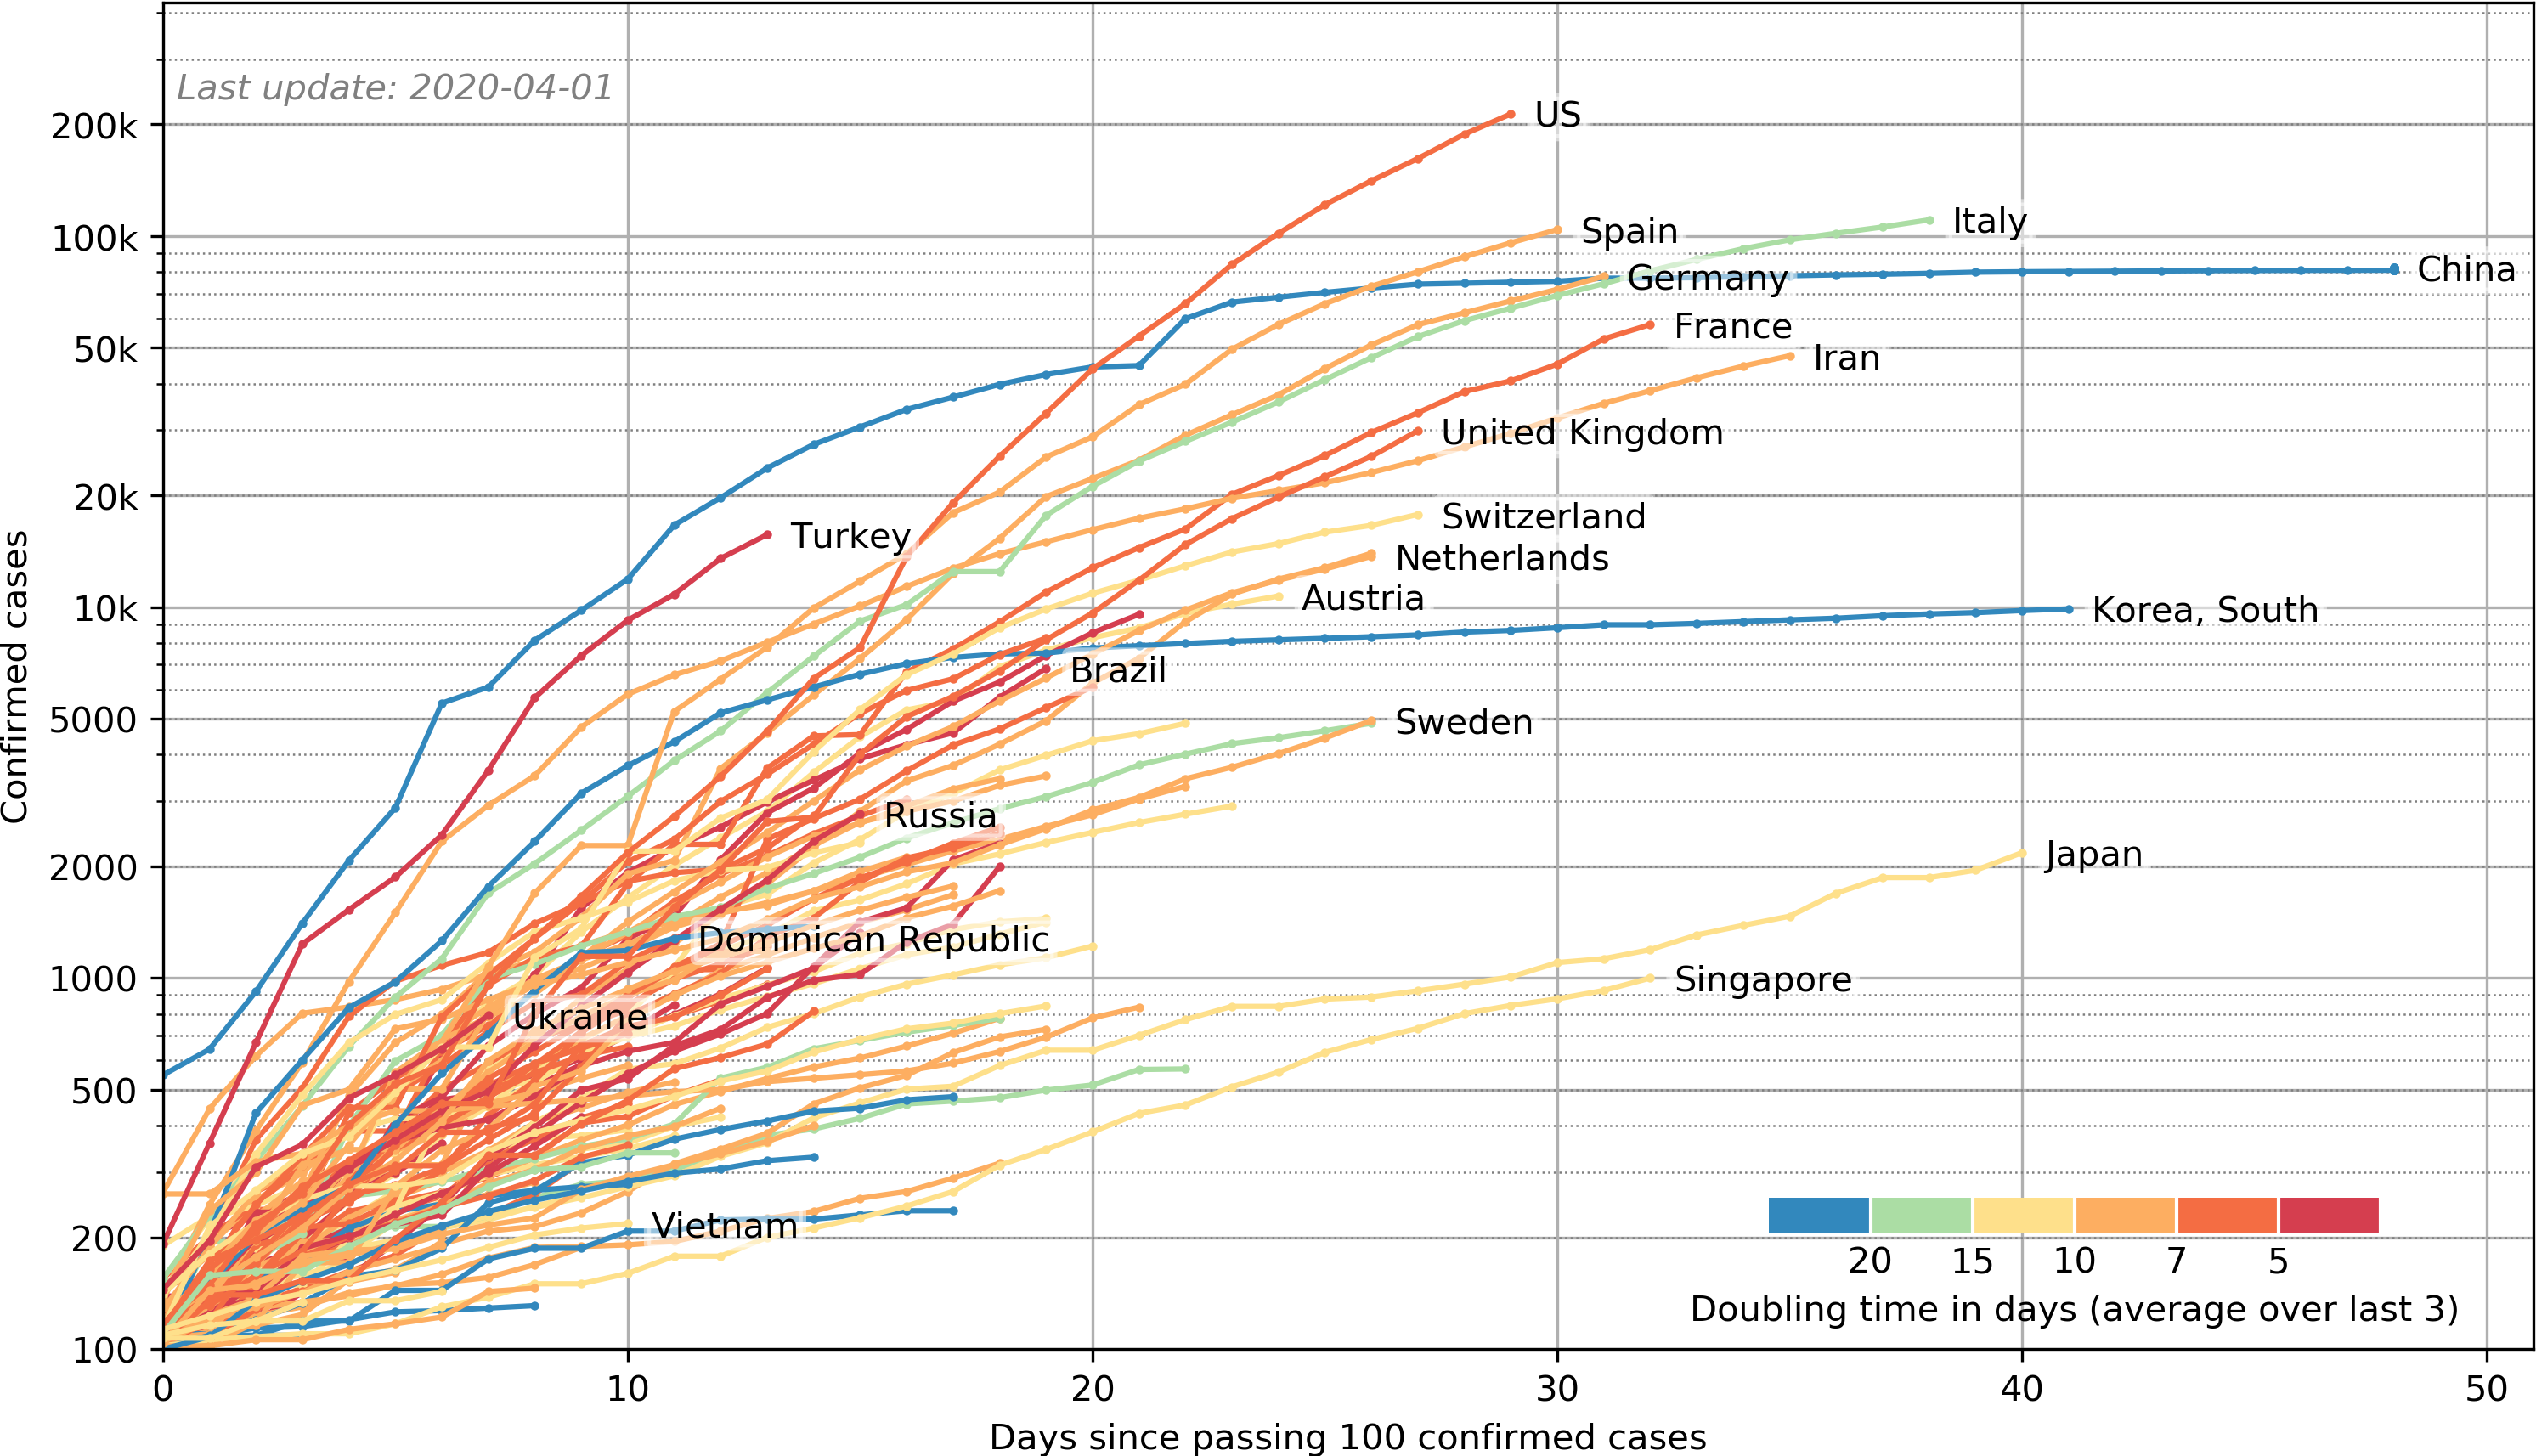 Last update: 2020-04-01
200k
100k
50k
20k
10k
5000
2000
1000
500
200
100
Confirmed cases
US
Spain
Italy
Germany
China
France
Iran
United Kingdom
Switzerland
Turkey
Netherlands
Austria
Korea, South
Brazil
Sweden
Russia
Japan
Dominican Republic
Singapore
Ukraine
Vietnam
20 15 10 7 5
Doubling time in days (average over last 3)
0 10 20 30 40 50
Days since passing 100 confirmed cases